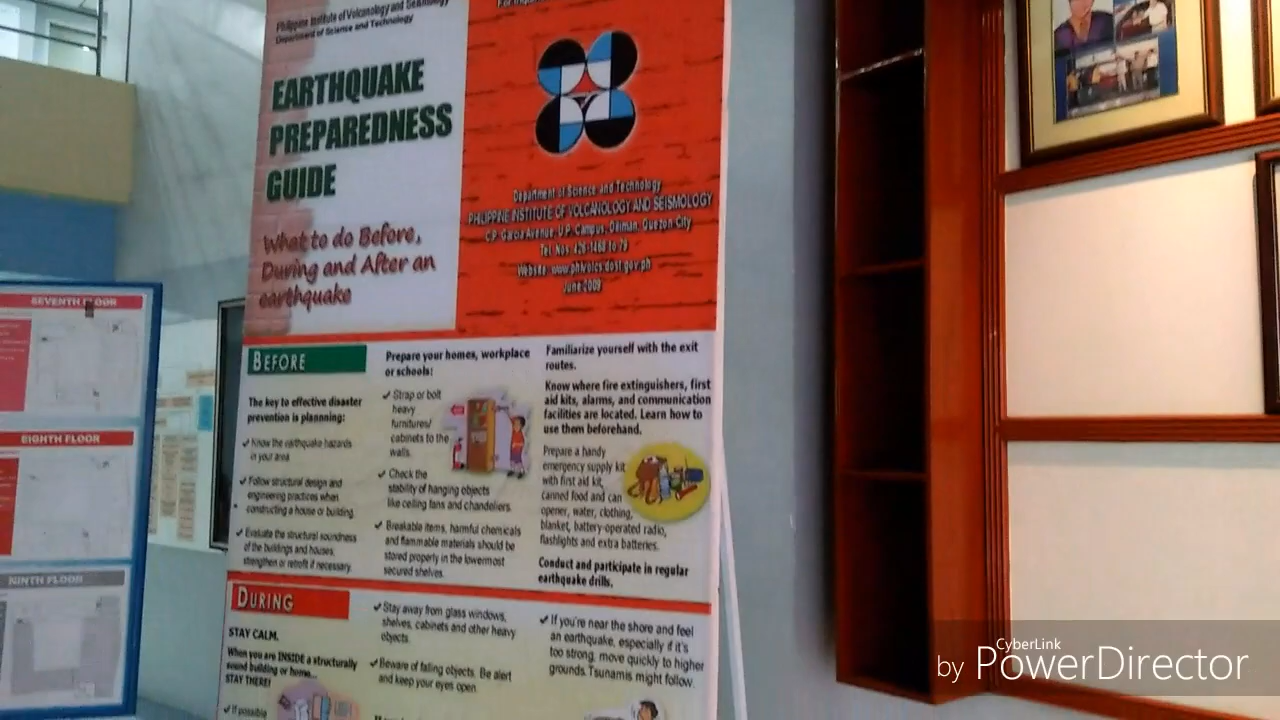 Philippine Institute of Volcanology and Seismology
Department of Science and Technology
EARTHQUAKE
PREPAREDNESS
GUIDE
What to do Before,
During and After an
earthquake
Department of Science and Technology
PHILIPPINE INSTITUTE OF VOLCANOLOGY AND SEISMOLOGY
C.P. Garcia Avenue, U.P. Campus, Diliman, Quezon City
Tel. Nos. 426-1468 to 79
Website: www.phivolcs.dost.gov.ph
June 2009
BEFORE
The key to effective disaster
prevention is plannning:
✓ Know the earthquake hazards
in your area
✓ Follow structural design and
engineering practices when
constructing a house or building.
✓ Evaluate the structural soundness
of the buildings and houses,
strengthen or retrofit if necessary.
Prepare your homes, workplace
or schools:
✓ Strap or bolt
heavy
furnitures/
cabinets to the
walls.
✓ Check the
stability of hanging objects
like ceiling fans and chandeliers.
✓ Breakable items, harmful chemicals
and flammable materials should be
stored properly in the lowermost
secured shelves.
Familiarize yourself with the exit
routes.
Know where fire extinguishers, first
aid kits, alarms, and communication
facilities are located. Learn how to
use them beforehand.
Prepare a handy
emergency supply kit
with first aid kit,
canned food and can
opener, water, clothing,
blanket, battery-operated radio,
flashlights and extra batteries.
Conduct and participate in regular
earthquake drills.
DURING
STAY CALM.
When you are INSIDE a structurally
sound building or home...
STAY THERE!
✓ If possible
✓ Stay away from glass windows,
shelves, cabinets and other heavy
objects.
✓ Beware of falling objects. Be alert
and keep your eyes open.
✓ If you're near the shore and feel
an earthquake, especially if it's
too strong, move quickly to higher
grounds. Tsunamis might follow.
SEVENTH FLOOR
EIGHTH FLOOR
NINTH FLOOR
CyberLink
by PowerDirector